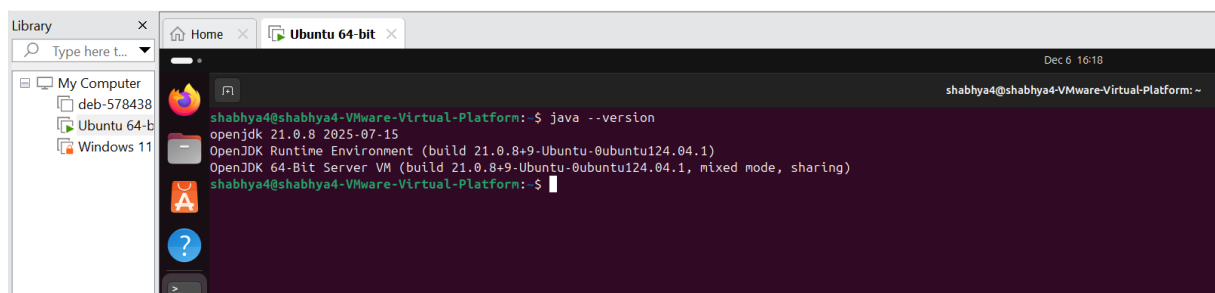 Library ×
Type here t...
My Computer
deb-578438
Ubuntu 64-b
Windows 11
Home ×
Ubuntu 64-bit ×
Dec 6 16:18
shabhya4@shabhya4-VMware-Virtual-Platform: ~
shabhya4@shabhya4-VMware-Virtual-Platform:~$ java --version
openjdk 21.0.8 2025-07-15
OpenJDK Runtime Environment (build 21.0.8+9-Ubuntu-0ubuntu124.04.1)
OpenJDK 64-Bit Server VM (build 21.0.8+9-Ubuntu-0ubuntu124.04.1, mixed mode, sharing)
shabhya4@shabhya4-VMware-Virtual-Platform:~$